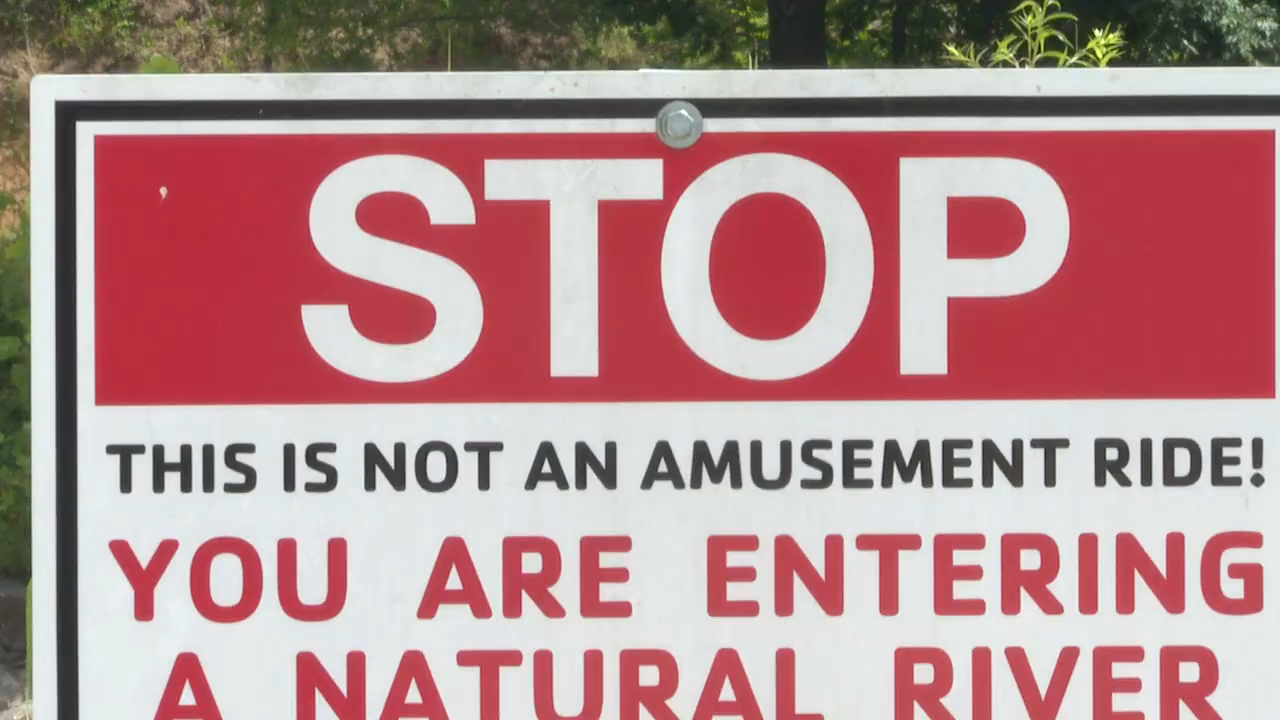 STOP
THIS IS NOT AN AMUSEMENT RIDE!
YOU ARE ENTERING
A NATURAL RIVER